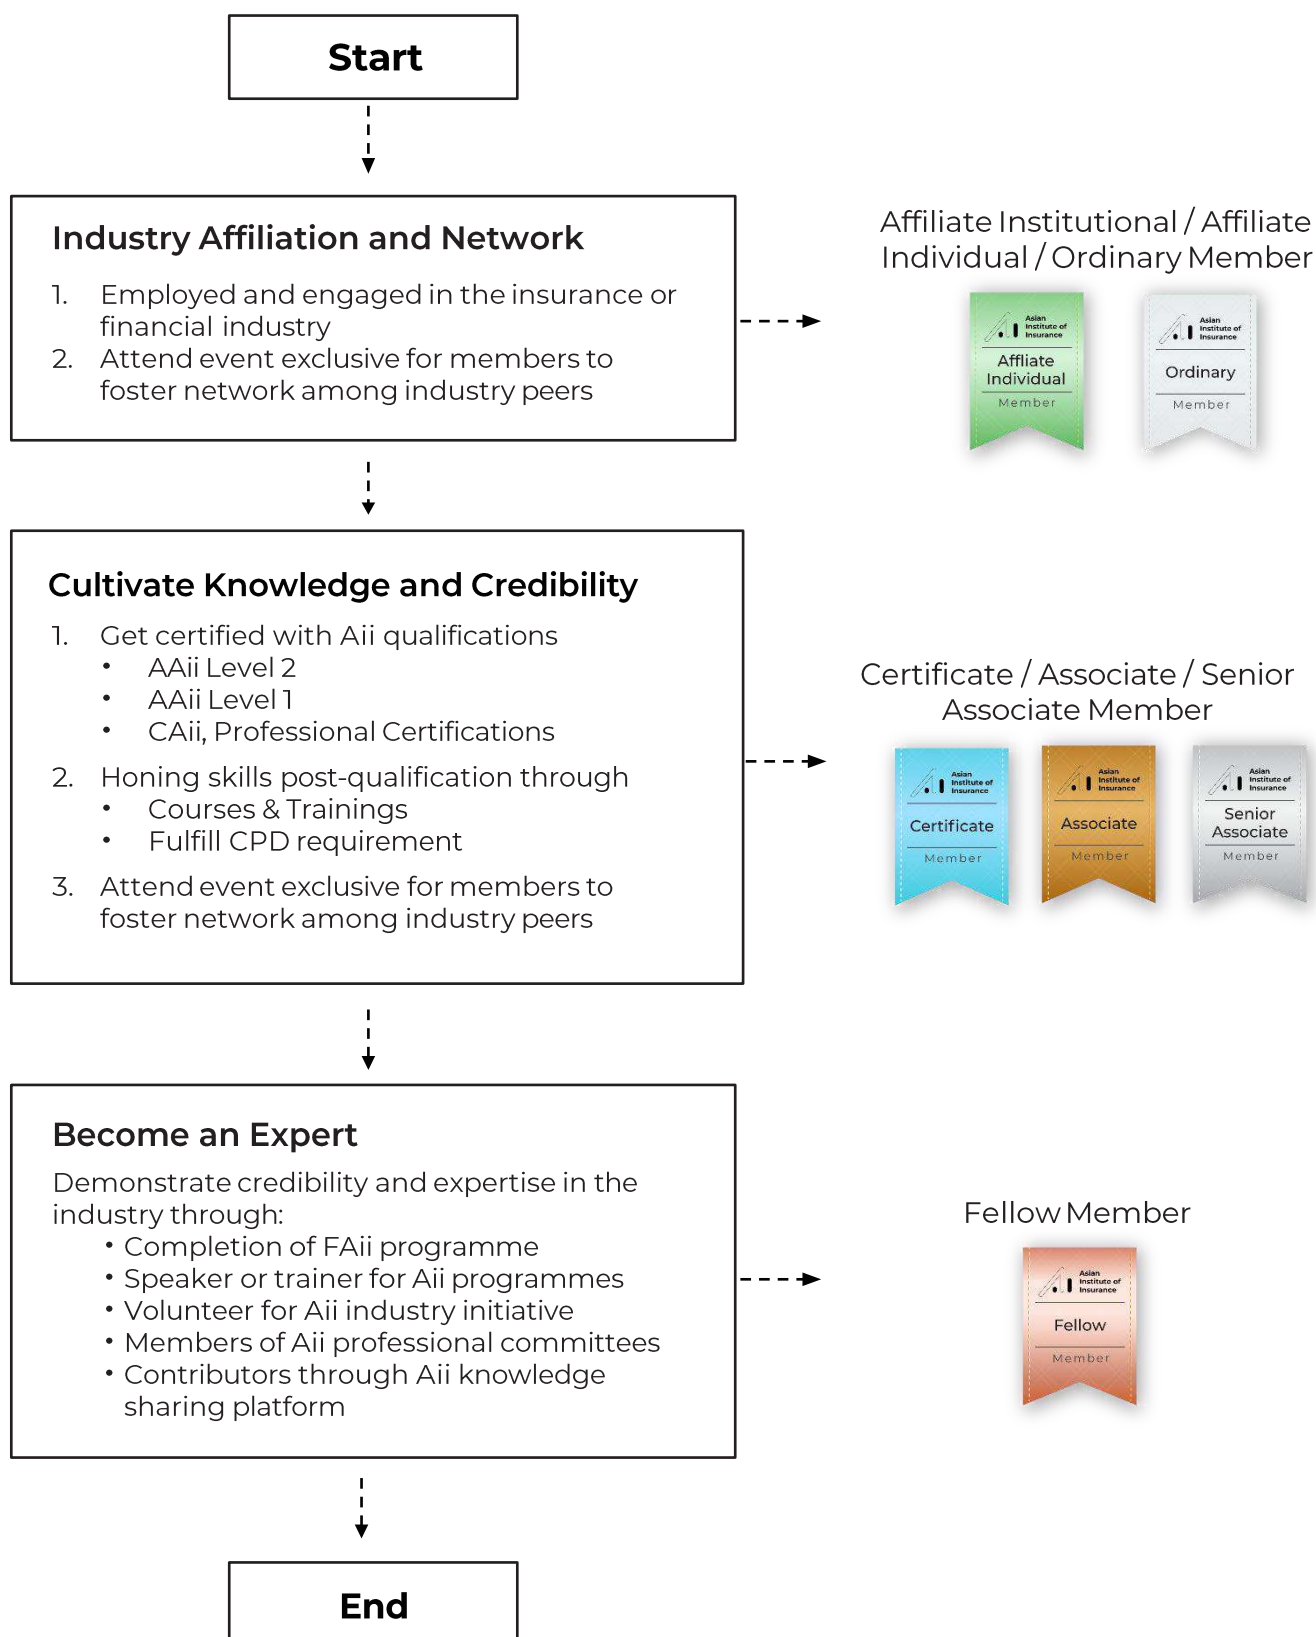 Start
Industry Affiliation and Network
1. Employed and engaged in the insurance or
financial industry
2. Attend event exclusive for members to
foster network among industry peers
Affiliate Institutional / Affiliate
Individual / Ordinary Member
Asian
Institute of
Insurance
Affliate
Individual
Member
Asian
Institute of
Insurance
Ordinary
Member
Cultivate Knowledge and Credibility
1. Get certified with Aii qualifications
• AAii Level 2
• AAii Level 1
• CAii, Professional Certifications
2. Honing skills post-qualification through
• Courses & Trainings
• Fulfill CPD requirement
3. Attend event exclusive for members to
foster network among industry peers
Certificate / Associate / Senior
Associate Member
Asian
Institute of
Insurance
Certificate
Member
Asian
Institute of
Insurance
Associate
Member
Asian
Institute of
Insurance
Senior
Associate
Member
Become an Expert
Demonstrate credibility and expertise in the
industry through:
• Completion of FAii programme
• Speaker or trainer for Aii programmes
• Volunteer for Aii industry initiative
• Members of Aii professional committees
• Contributors through Aii knowledge
sharing platform
Fellow Member
Asian
Institute of
Insurance
Fellow
Member
End